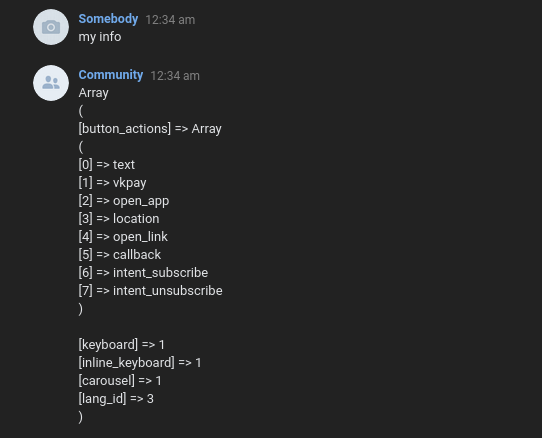 Somebody 12:34 am
my info
Community 12:34 am
Array
(
[button_actions] => Array
(
[0] => text
[1] => vkpay
[2] => open_app
[3] => location
[4] => open_link
[5] => callback
[6] => intent_subscribe
[7] => intent_unsubscribe
)
[keyboard] => 1
[inline_keyboard] => 1
[carousel] => 1
[lang_id] => 3
)